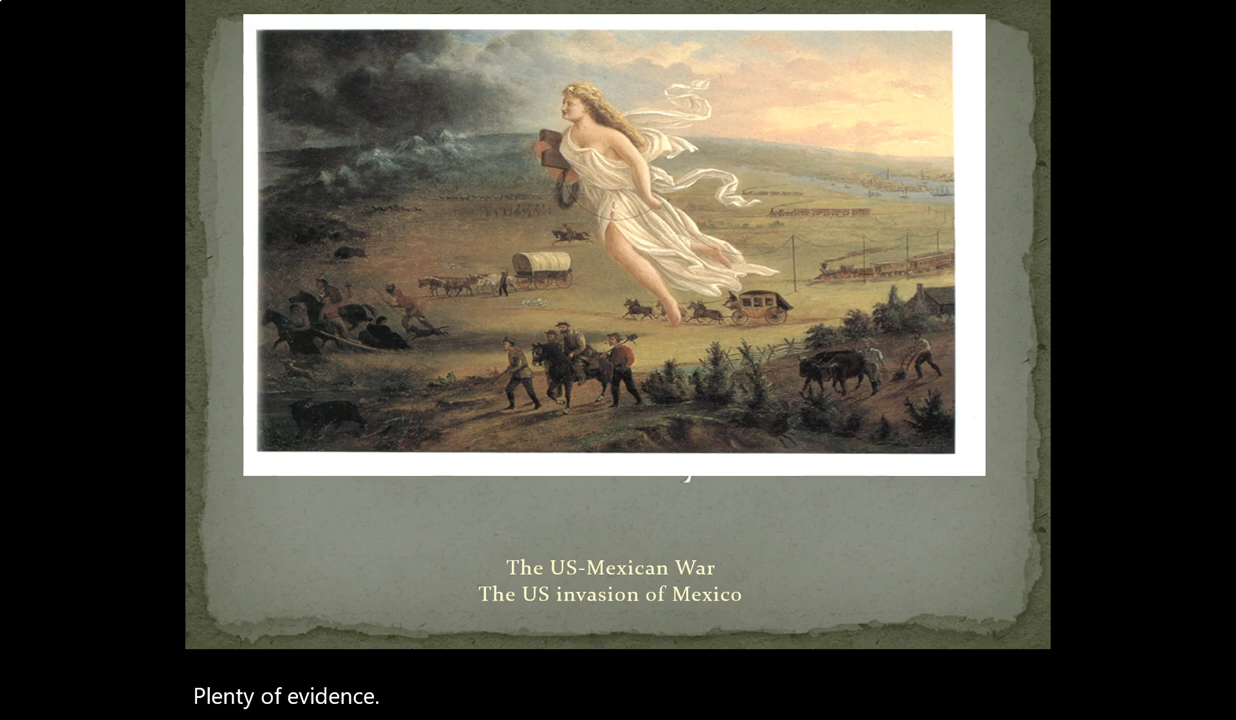 The US-Mexican War
The US invasion of Mexico
Plenty of evidence.